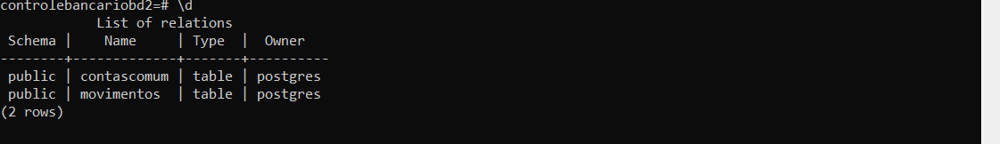 controlebancariobd2=# \d
            List of relations
 Schema |    Name     | Type  |  Owner
--------+-------------+-------+----------
 public | contascomum | table | postgres
 public | movimentos  | table | postgres
(2 rows)